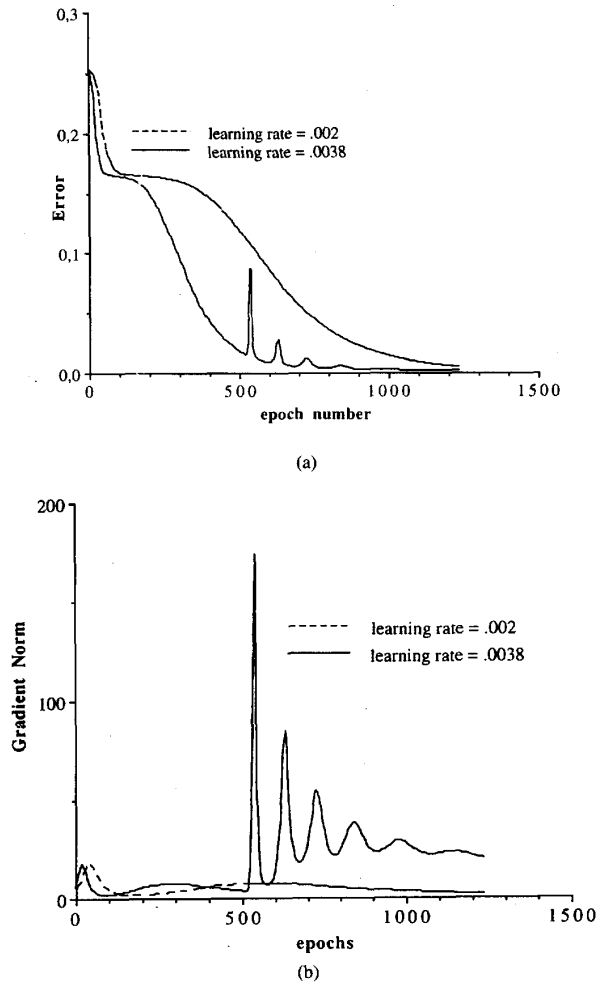 0,3
0,2
0,1
0,0
Error
learning rate = .002
learning rate = .0038
0
500
1000
1500
epoch number
(a)
200
100
0
Gradient Norm
learning rate = .002
learning rate = .0038
0
500
1000
1500
epochs
(b)